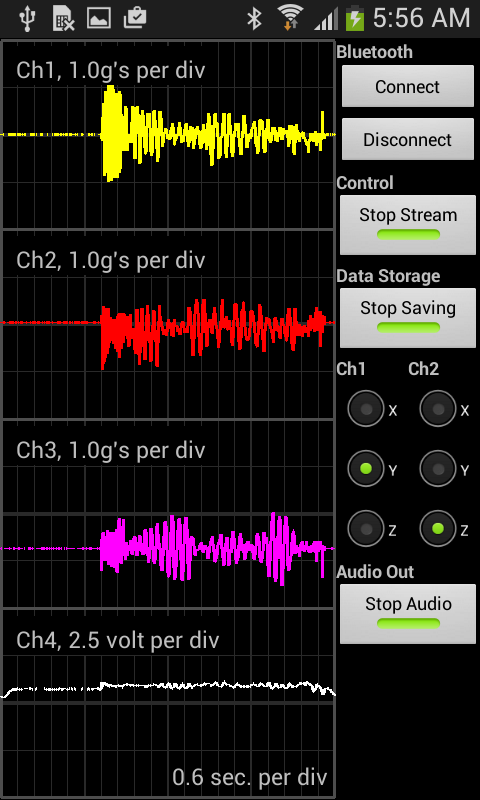 5:56 AM
Ch1, 1.0g's per div
Ch2, 1.0g's per div
Ch3, 1.0g's per div
Ch4, 2.5 volt per div
0.6 sec. per div
Bluetooth
Connect
Disconnect
Control
Stop Stream
Data Storage
Stop Saving
Ch1 Ch2
X X
Y Y
Z Z
Audio Out
Stop Audio